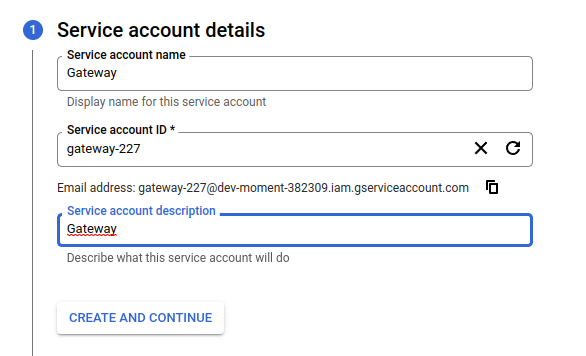 1 Service account details
Service account name
Gateway
Display name for this service account
Service account ID *
gateway-227
Email address: gateway-227@dev-moment-382309.iam.gserviceaccount.com
Service account description
Gateway
Describe what this service account will do
CREATE AND CONTINUE